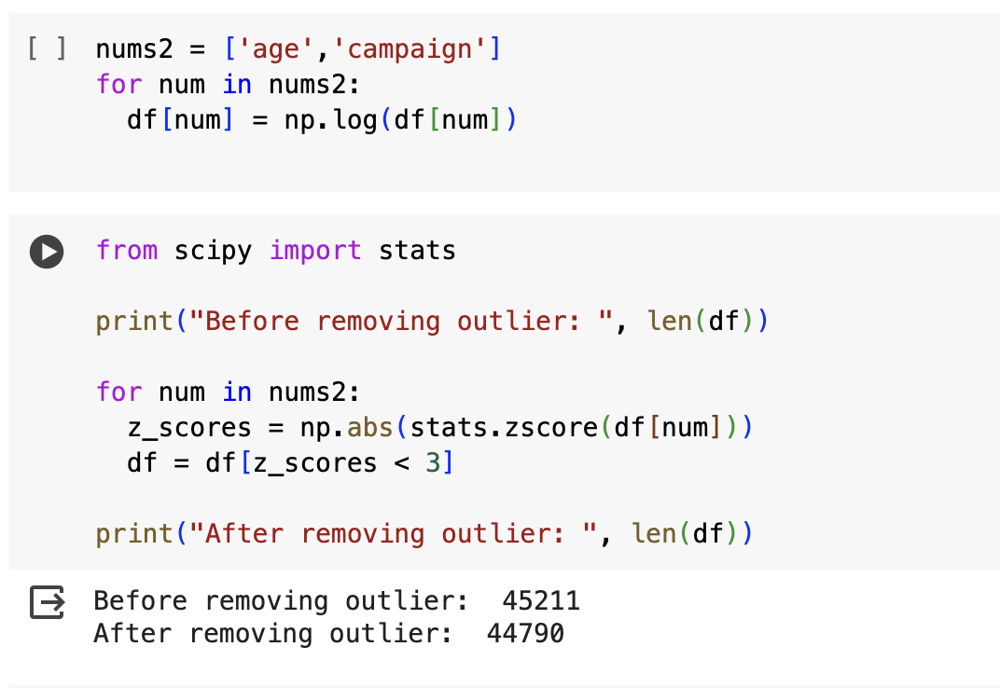 [ ] nums2 = ['age','campaign']
for num in nums2:
  df[num] = np.log(df[num])
from scipy import stats
print("Before removing outlier: ", len(df))
for num in nums2:
  z_scores = np.abs(stats.zscore(df[num]))
  df = df[z_scores < 3]
print("After removing outlier: ", len(df))
Before removing outlier:  45211
After removing outlier:  44790